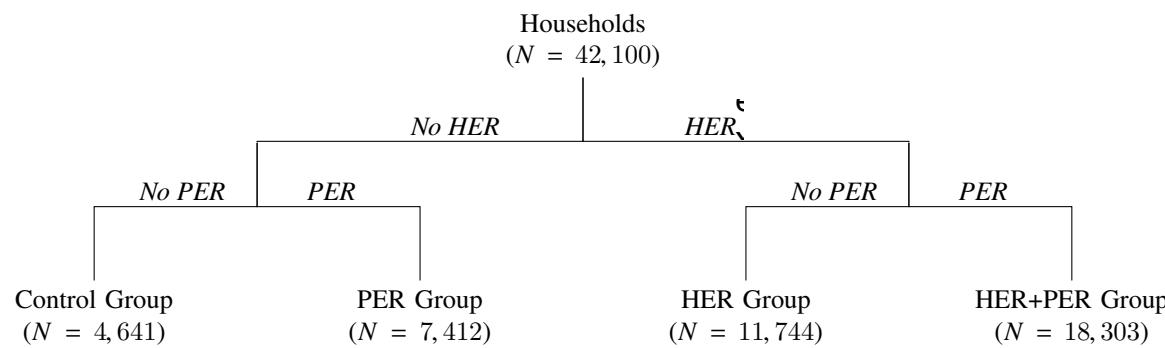 Households
(N = 42,100)
No HER
HER
No PER
PER
No PER
PER
Control Group
(N = 4,641)
PER Group
(N = 7,412)
HER Group
(N = 11,744)
HER+PER Group
(N = 18,303)